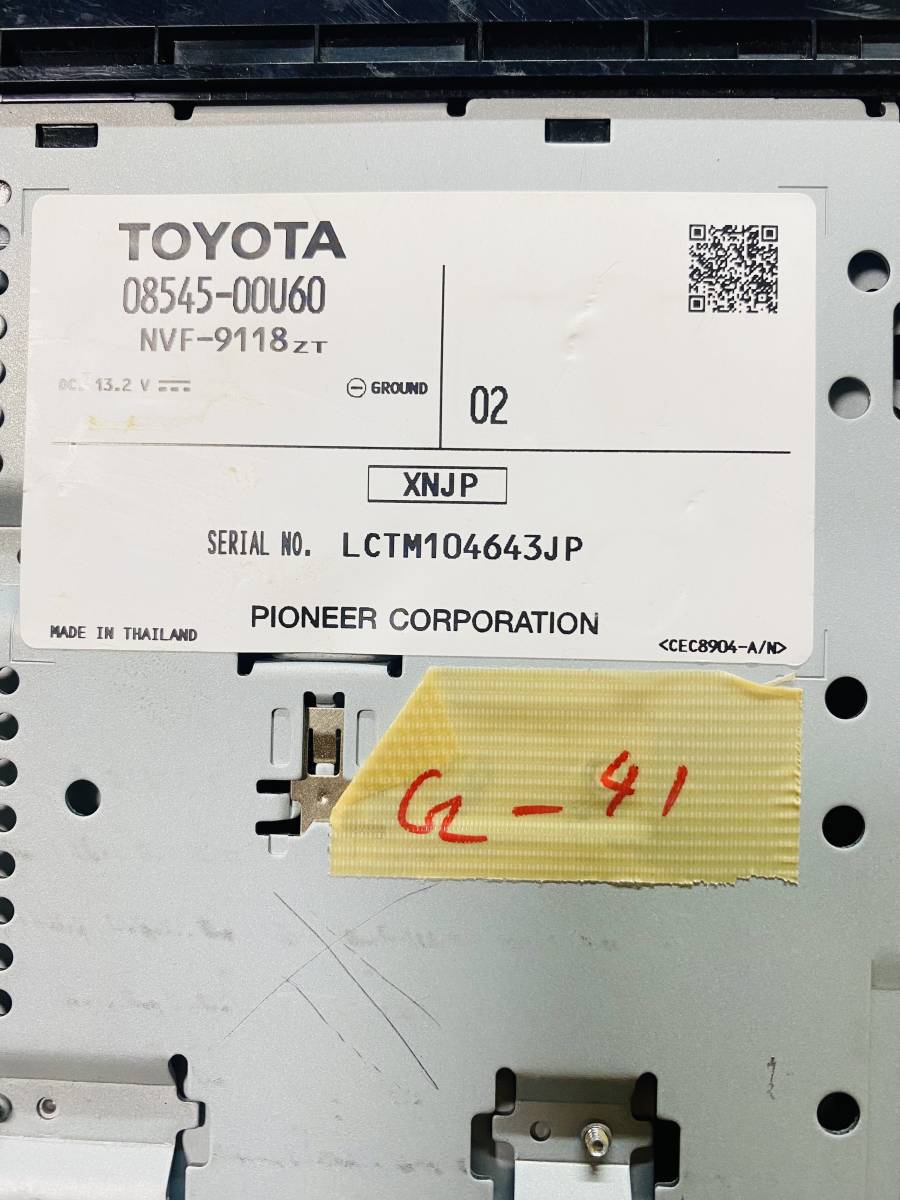 TOYOTA
08545-00U60
NVF-9118ZT
DC. 13.2 V
GROUND
02
XNJP
SERIAL NO. LCTM104643JP
PIONEER CORPORATION
MADE IN THAILAND
<CEC8904-A/N>
G - 41